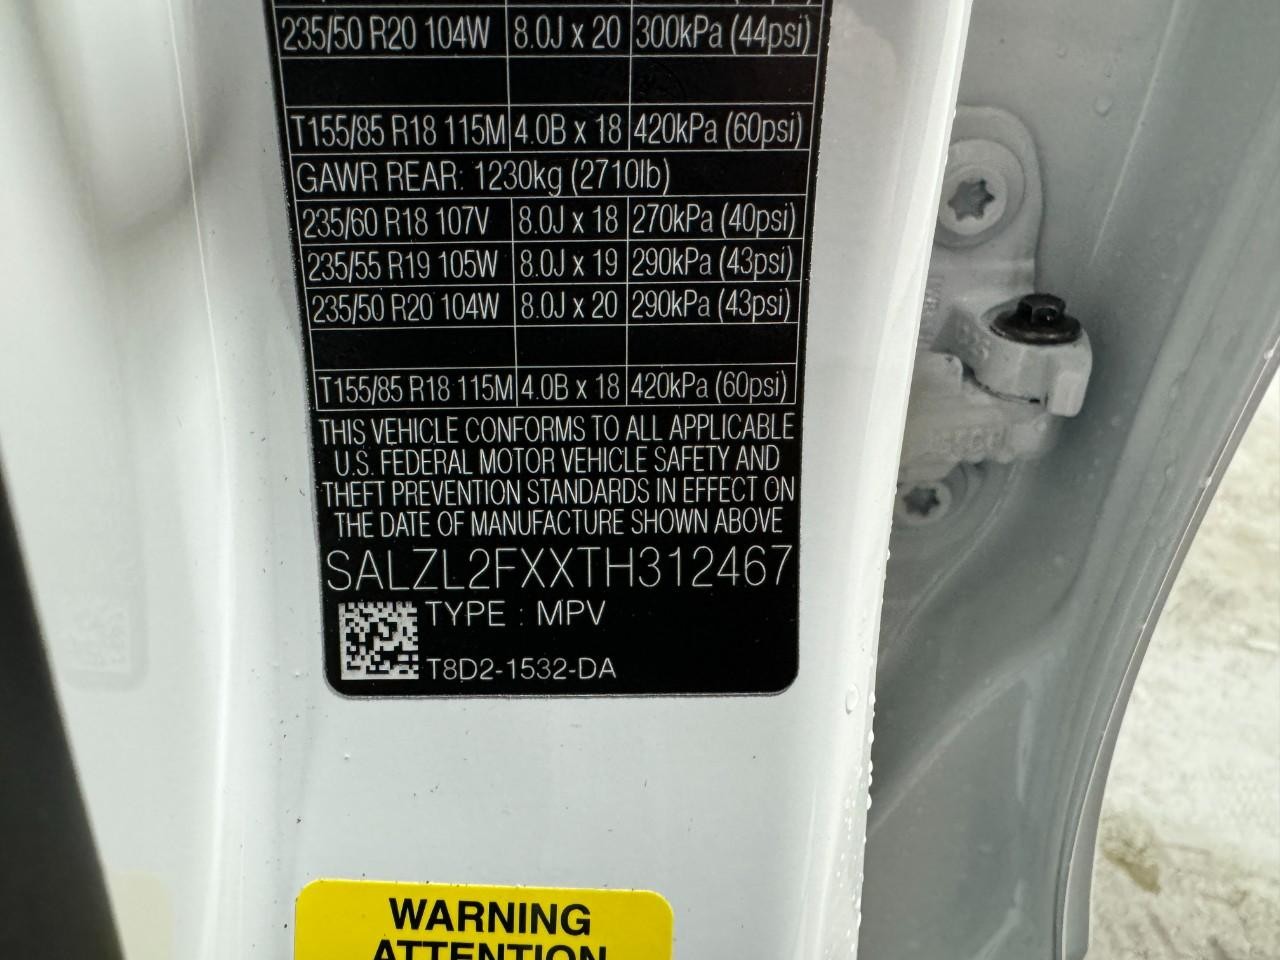 235/50 R20 104W 8.0J x 20 300kPa (44psi)
T155/85 R18 115M 4.0B x 18 420kPa (60psi)
GAWR REAR: 1230kg (2710lb)
235/60 R18 107V 8.0J x 18 270kPa (40psi)
235/55 R19 105W 8.0J x 19 290kPa (43psi)
235/50 R20 104W 8.0J x 20 290kPa (43psi)
T155/85 R18 115M 4.0B x 18 420kPa (60psi)
THIS VEHICLE CONFORMS TO ALL APPLICABLE
U.S. FEDERAL MOTOR VEHICLE SAFETY AND
THEFT PREVENTION STANDARDS IN EFFECT ON
THE DATE OF MANUFACTURE SHOWN ABOVE
SALZL2FXXTH312467
TYPE : MPV
T8D2-1532-DA
WARNING
ATTENTION